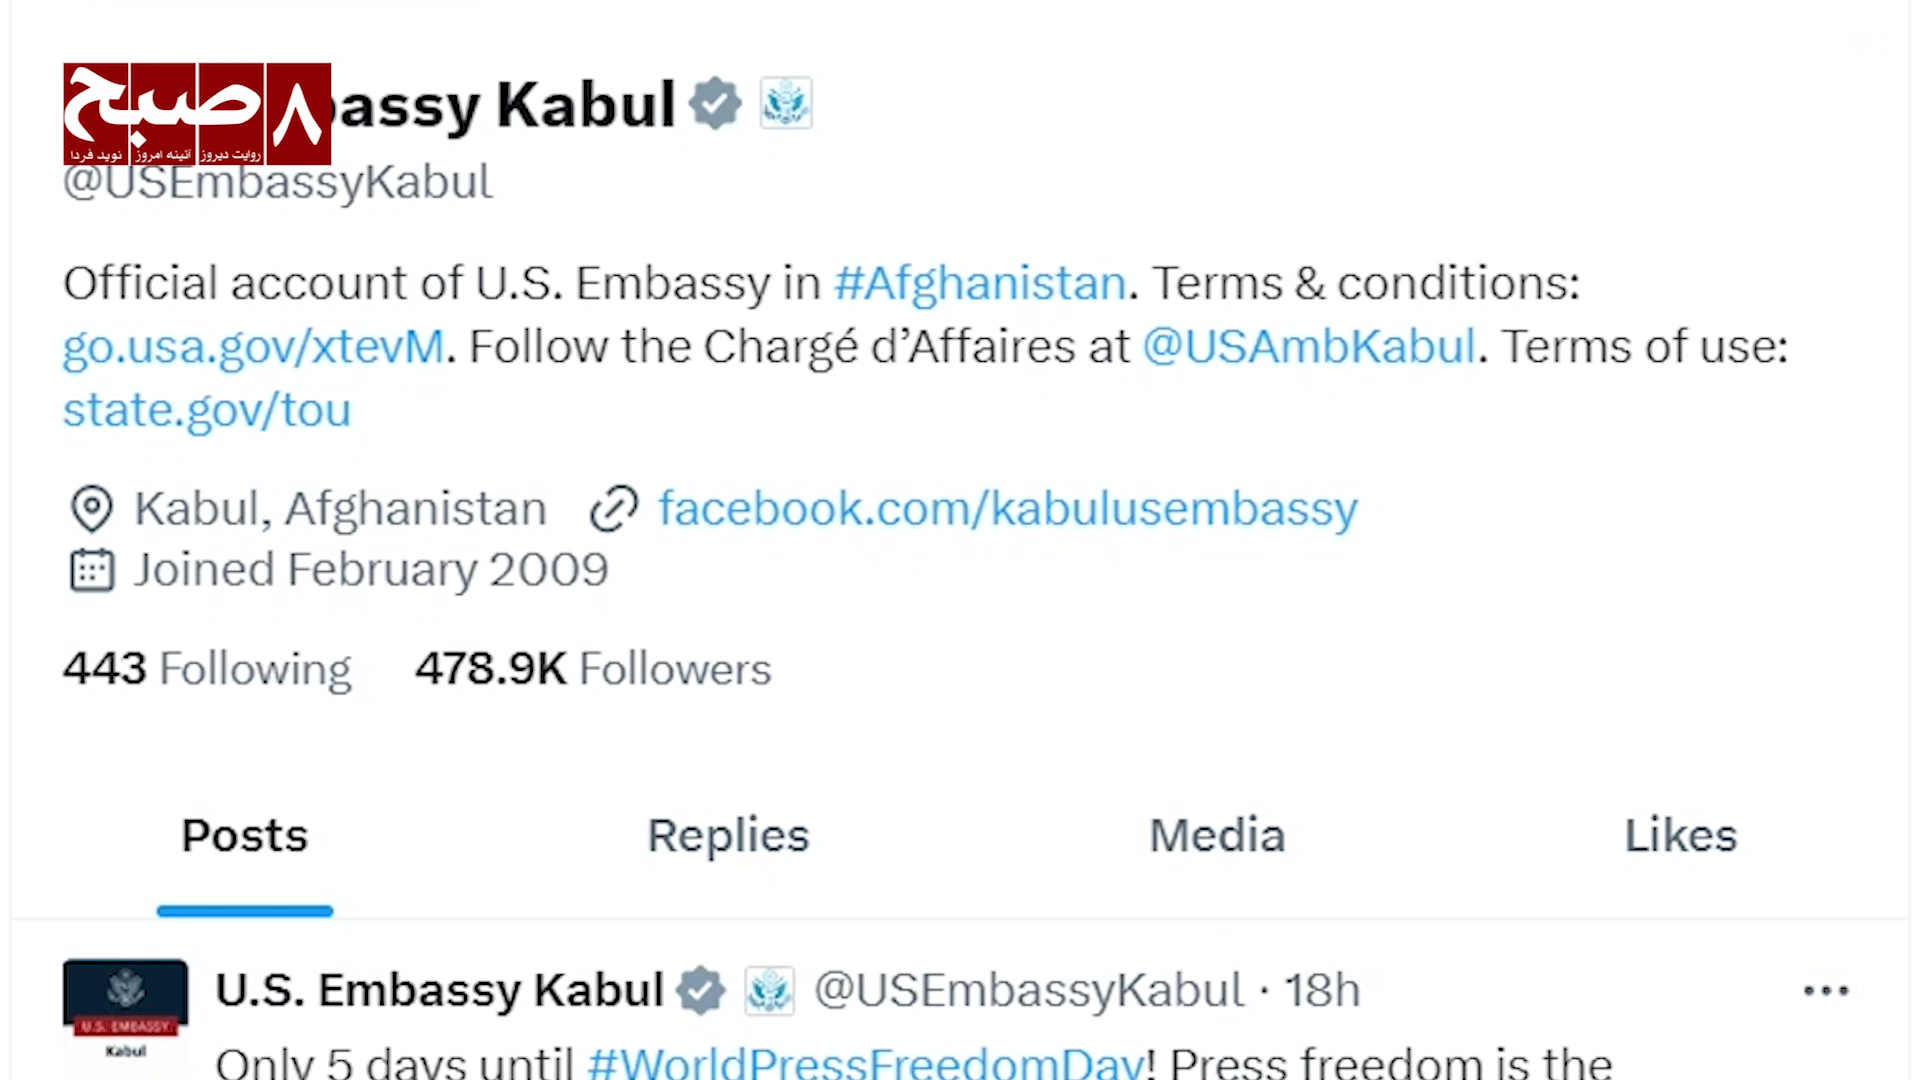 ۸صبح
روایت دیروز آئینه امروز نوید فردا
bassy Kabul
@USEmbassyKabul
Official account of U.S. Embassy in #Afghanistan. Terms & conditions:
go.usa.gov/xtevM. Follow the Chargé d’Affaires at @USAmbKabul. Terms of use:
state.gov/tou
Kabul, Afghanistan facebook.com/kabulusembassy
Joined February 2009
443 Following 478.9K Followers
Posts Replies Media Likes
U.S. Embassy Kabul @USEmbassyKabul · 18h
U.S. EMBASSY
Kabul
Only 5 days until #WorldPressFreedomDay! Press freedom is the